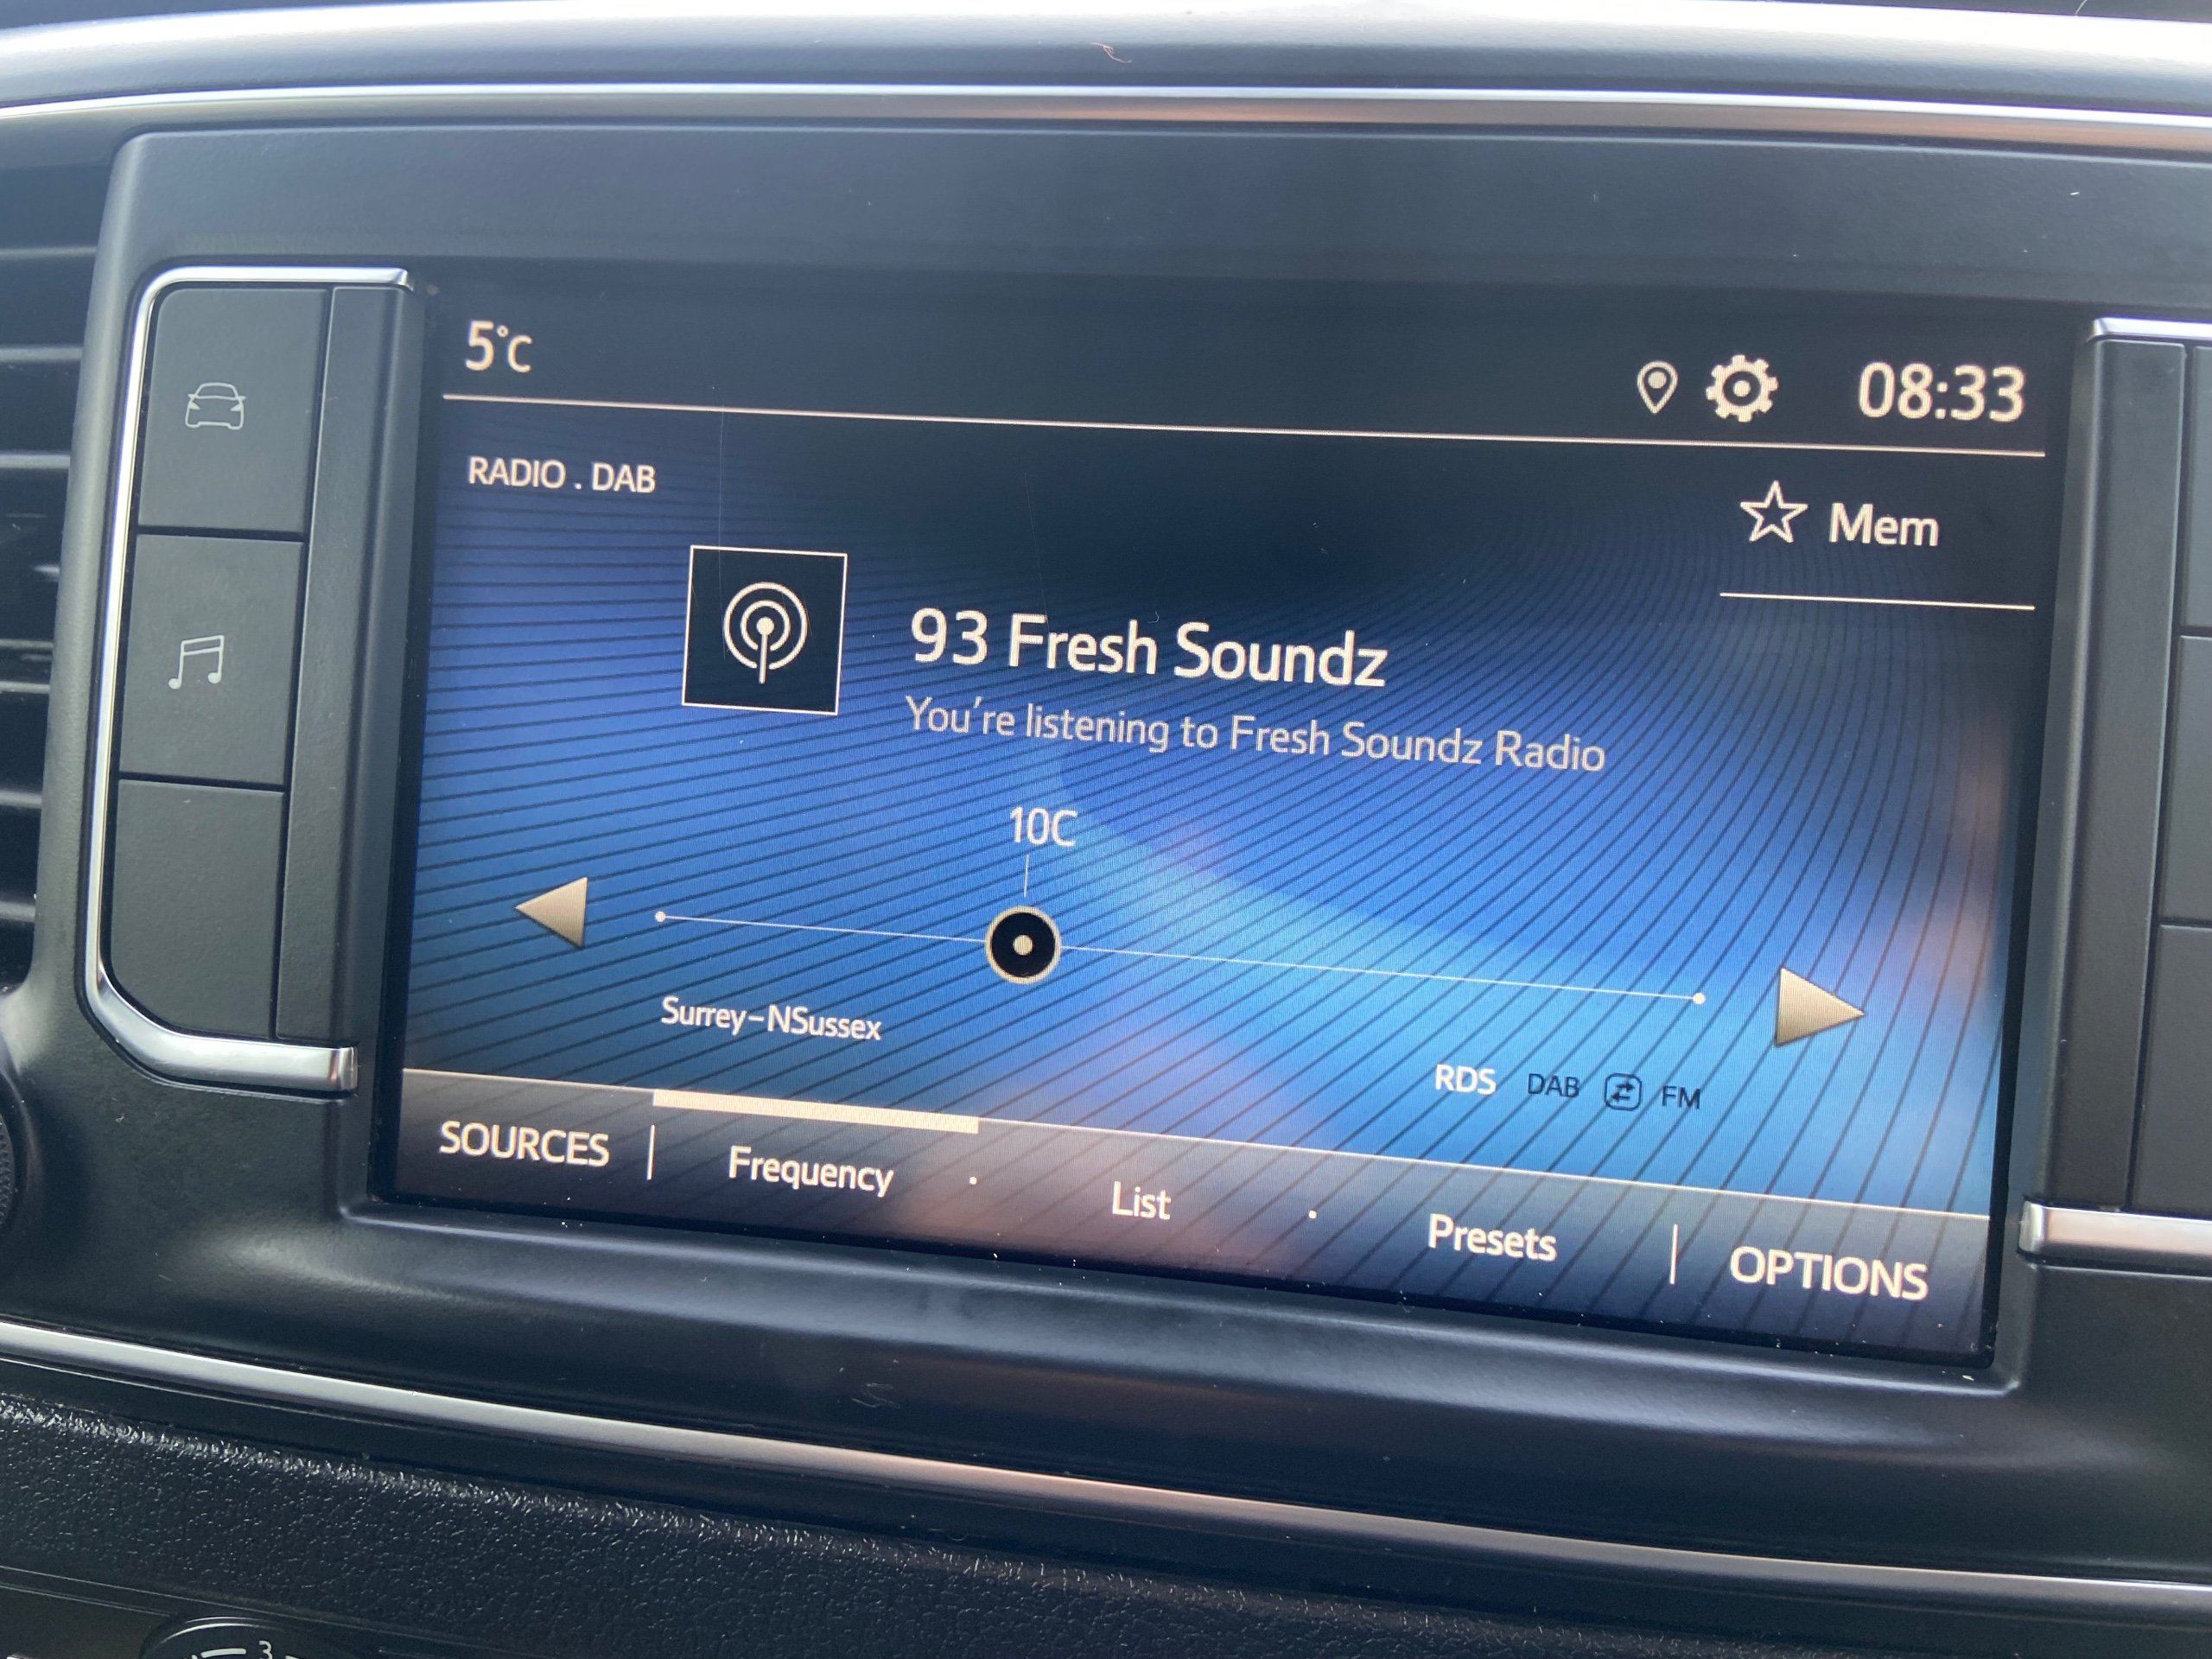 5°C
08:33
RADIO . DAB
Mem
93 Fresh Soundz
You're listening to Fresh Soundz Radio
10C
Surrey-NSussex
RDS DAB FM
SOURCES Frequency · List · Presets OPTIONS
3